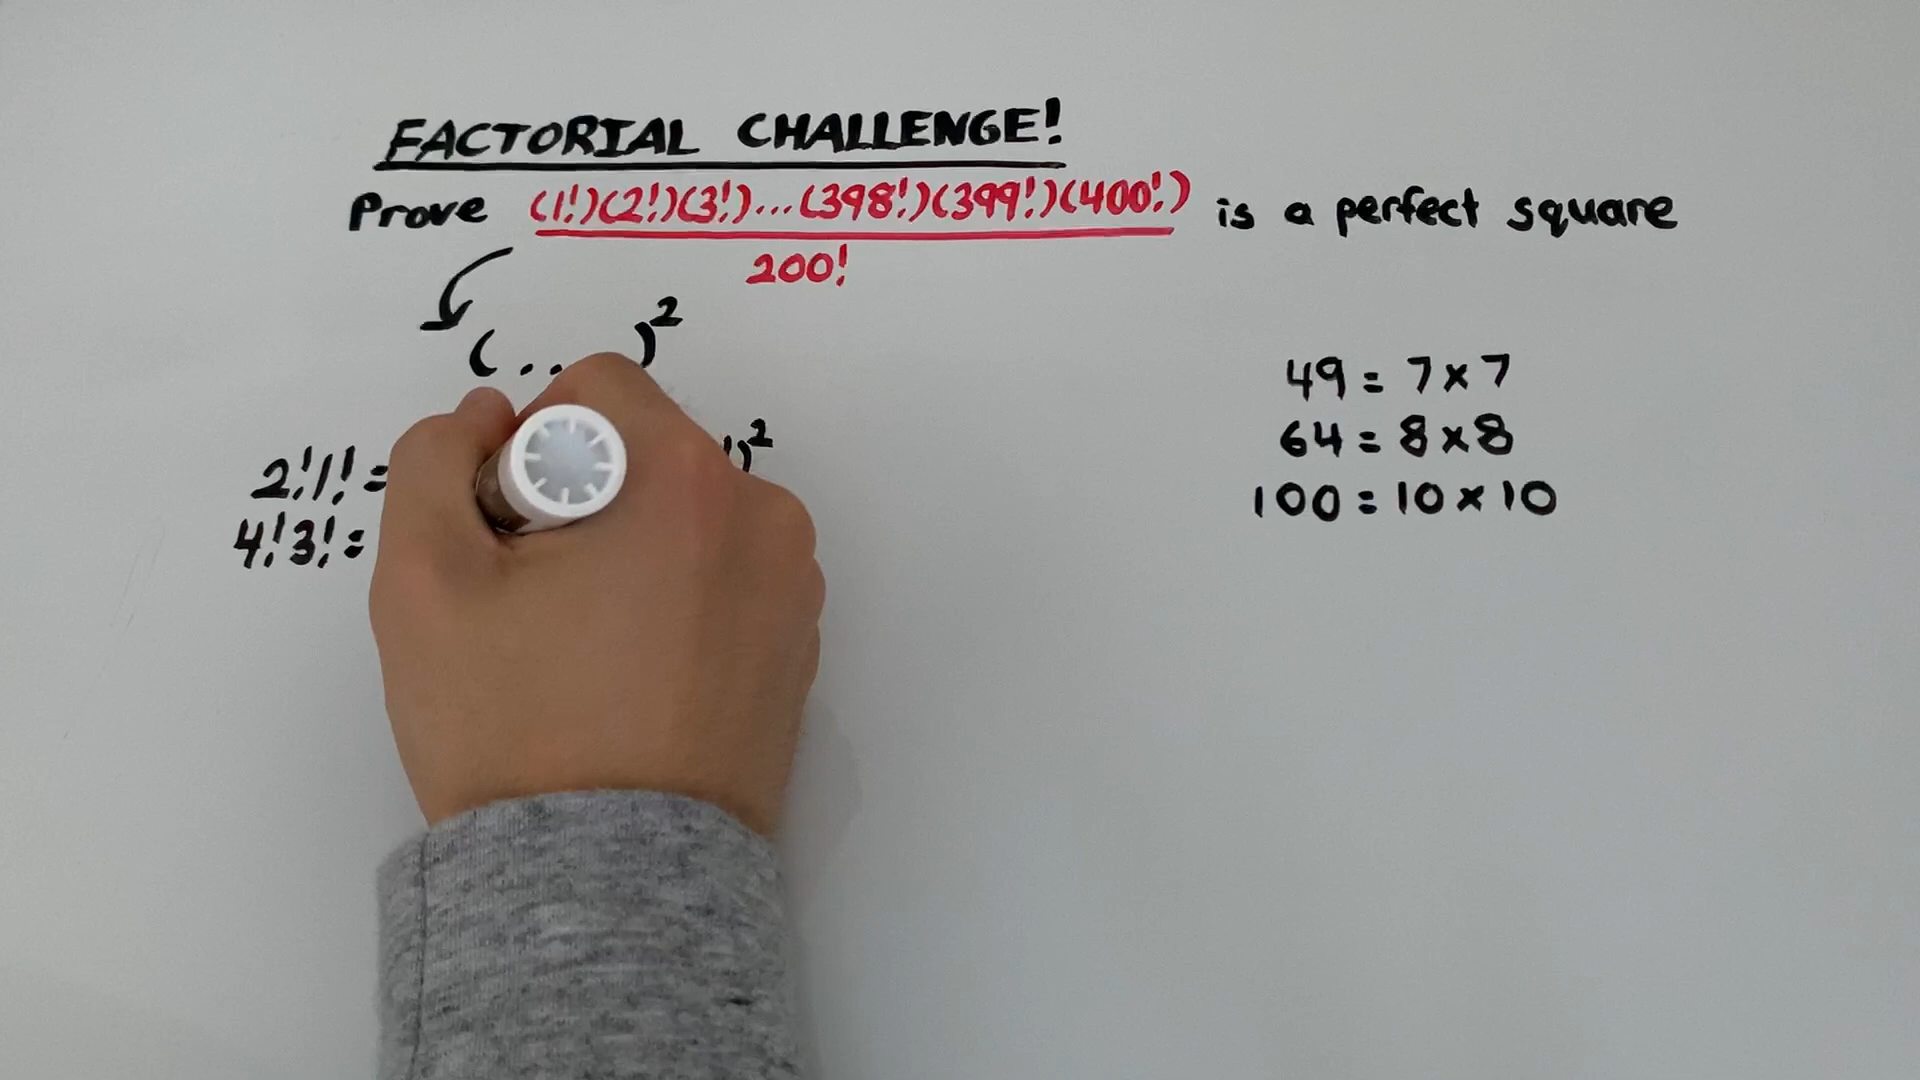 FACTORIAL CHALLENGE!
Prove (1!)(2!)(3!)...(398!)(399!)(400!) is a perfect square
200!
(.. )²
49 = 7 x 7
64 = 8 x 8
100 = 10 x 10
2!1! = !)²
4!3! =